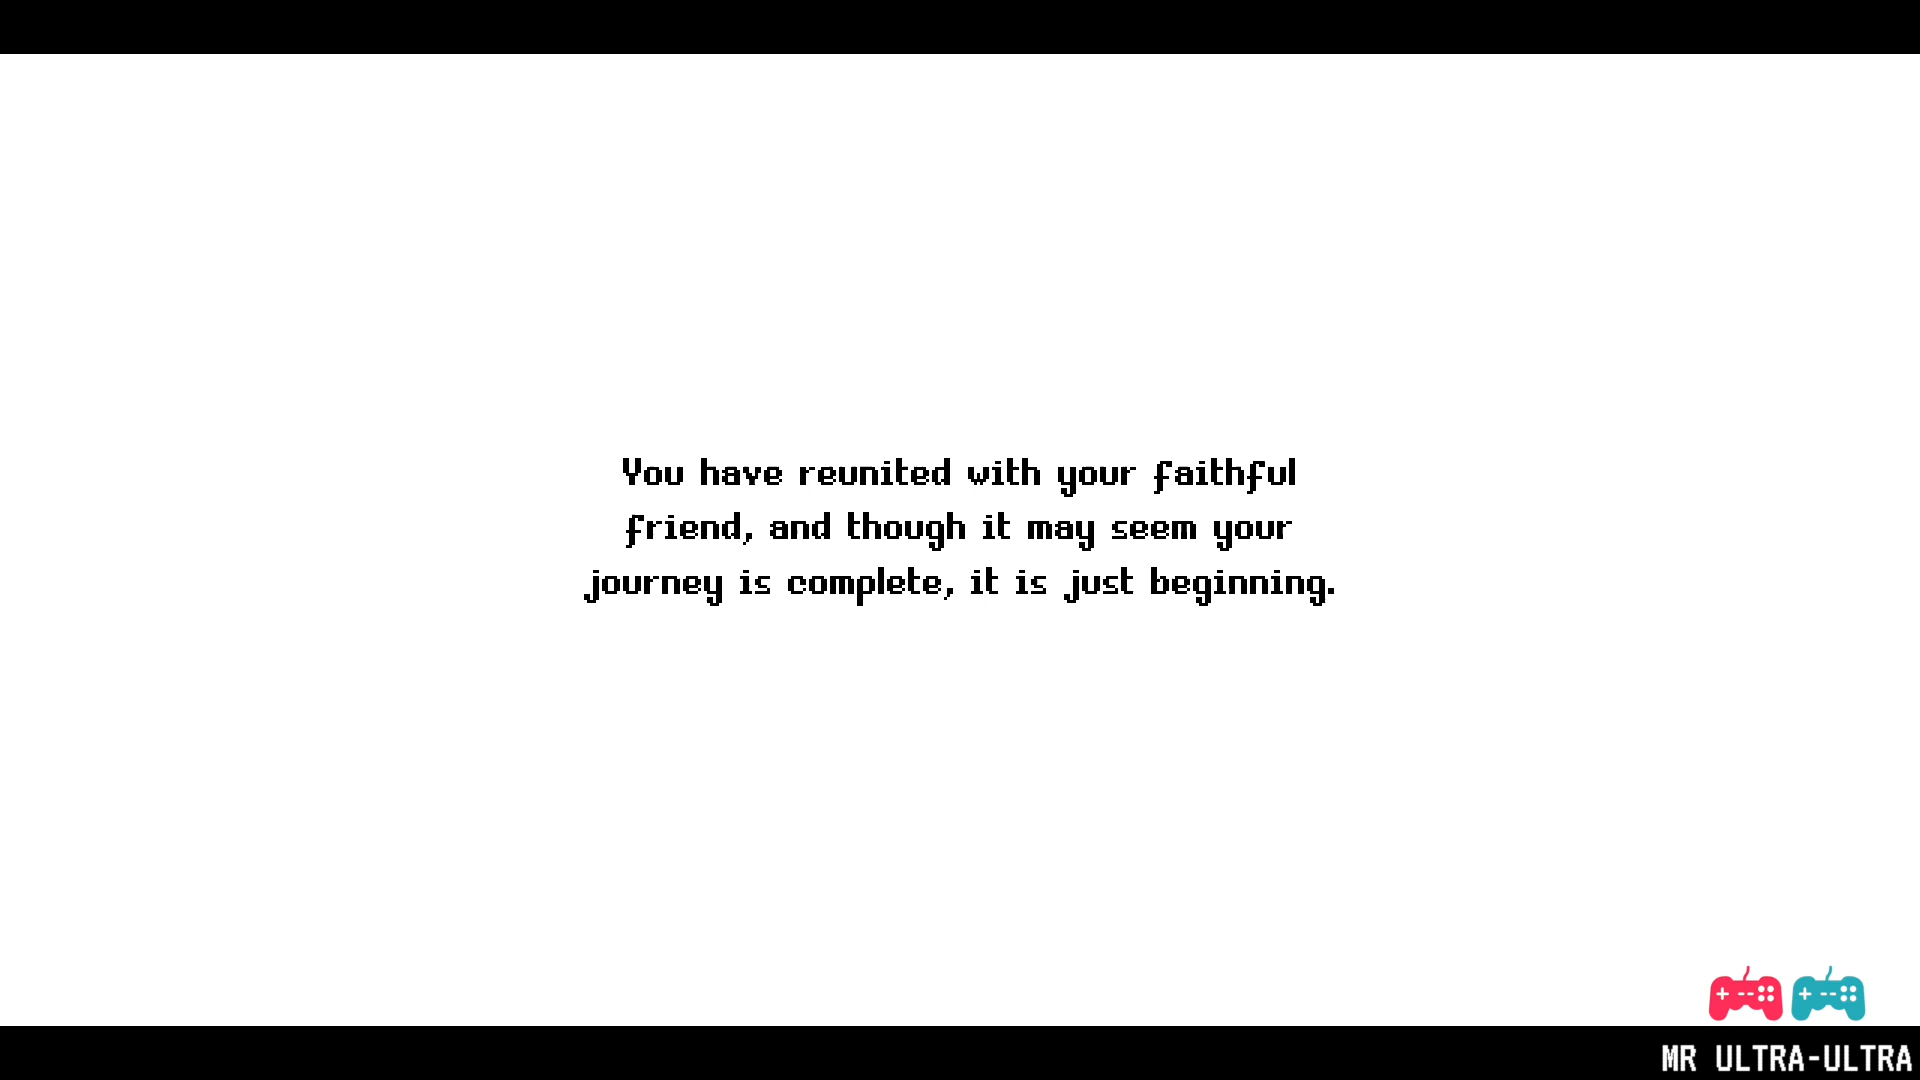 You have reunited with your faithful
friend, and though it may seem your
journey is complete, it is just beginning.
MR ULTRA-ULTRA